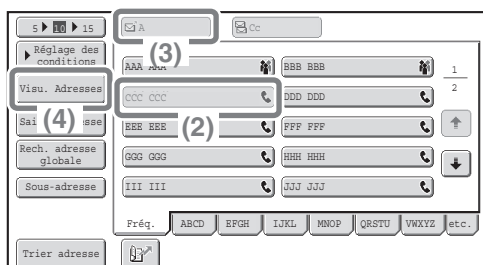 5 10 15
A
Cc
Réglage des conditions
(3)
AAA AAA
BBB BBB
1
2
Visu. Adresses
(4)
CCC CCC
(2)
DDD DDD
EEE EEE
FFF FFF
Rech. adresse globale
GGG GGG
HHH HHH
Sous-adresse
III III
JJJ JJJ
Fréq.
ABCD
EFGH
IJKL
MNOP
QRSTU
VWXYZ
etc.
Trier adresse